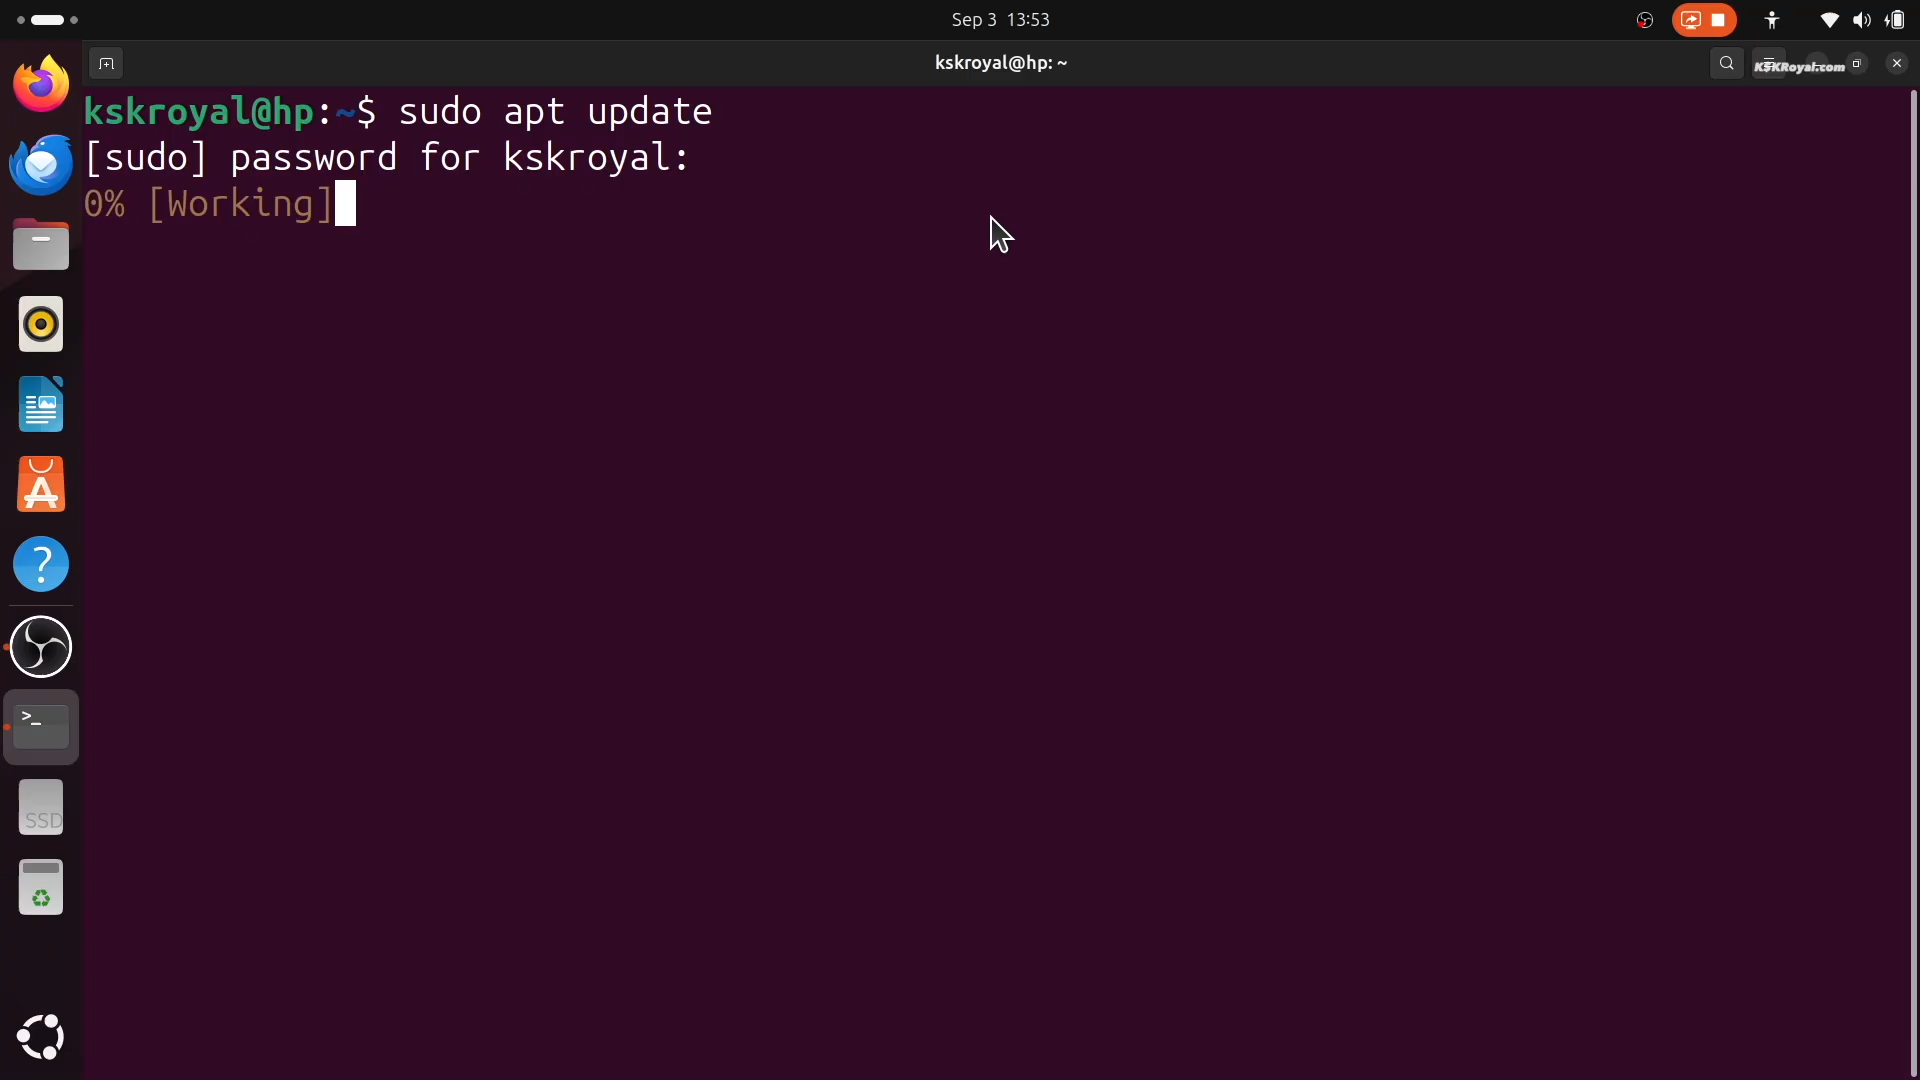 Sep 3 13:53
kskroyal@hp: ~
KSKRoyal.com
kskroyal@hp:~$ sudo apt update
[sudo] password for kskroyal:
0% [Working]
>_
SSD